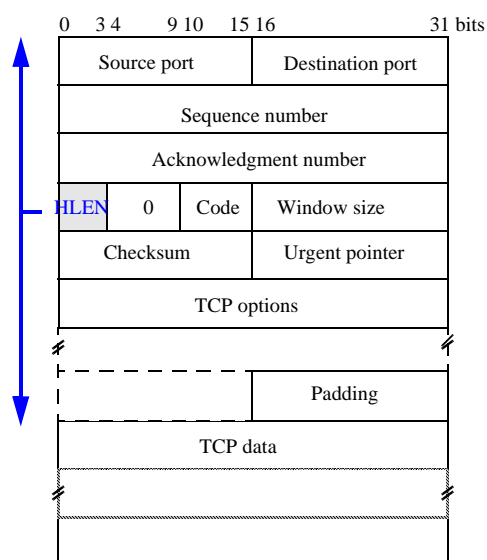 0 3 4 9 10 15 16 31 bits
Source port Destination port
Sequence number
Acknowledgment number
HLEN 0 Code Window size
Checksum Urgent pointer
TCP options
Padding
TCP data